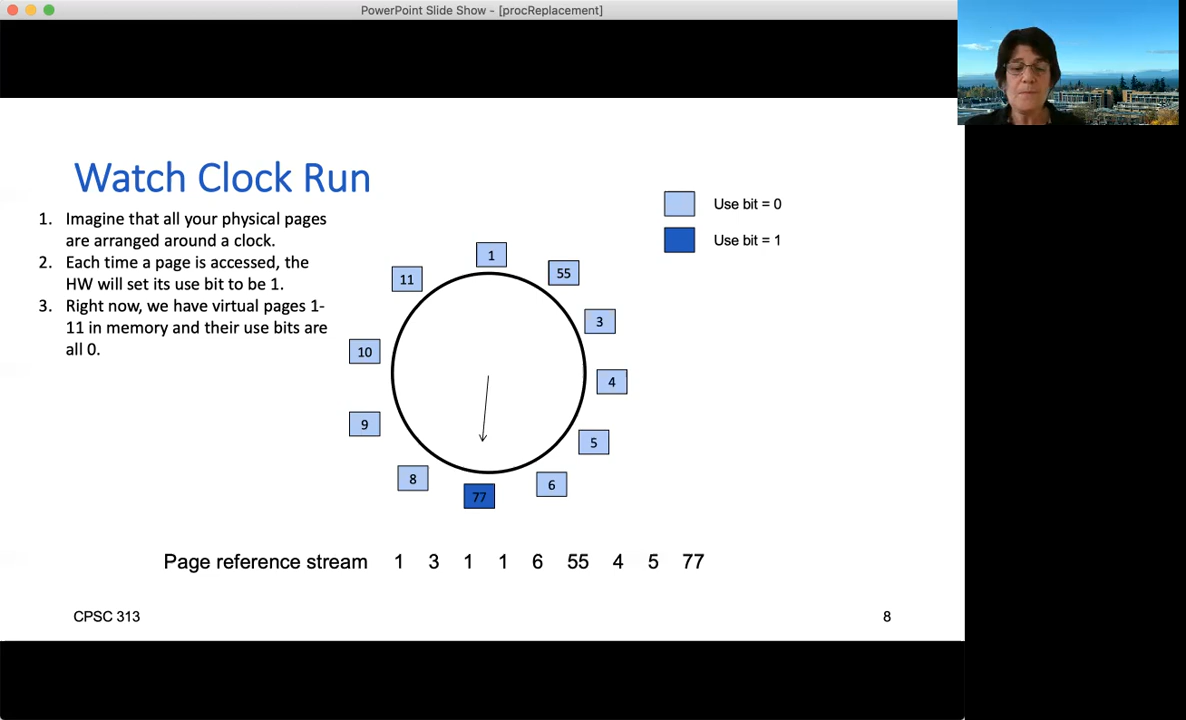 PowerPoint Slide Show - [procReplacement]
Watch Clock Run
1. Imagine that all your physical pages
are arranged around a clock.
2. Each time a page is accessed, the
HW will set its use bit to be 1.
3. Right now, we have virtual pages 1-
11 in memory and their use bits are
all 0.
Use bit = 0
Use bit = 1
1
55
3
4
5
6
77
8
9
10
11
Page reference stream 1 3 1 1 6 55 4 5 77
CPSC 313
8